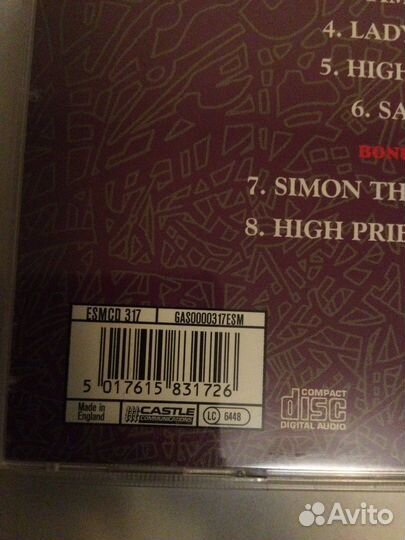 4. LADY
5. HIGH
6. SA
BONU
7. SIMON TH
8. HIGH PRIE
ESMCD 317 GAS0000317ESM
5 017615 831726
Made in England
CASTLE COMMUNICATIONS
LC 6448
COMPACT
disc
DIGITAL AUDIO
Avito